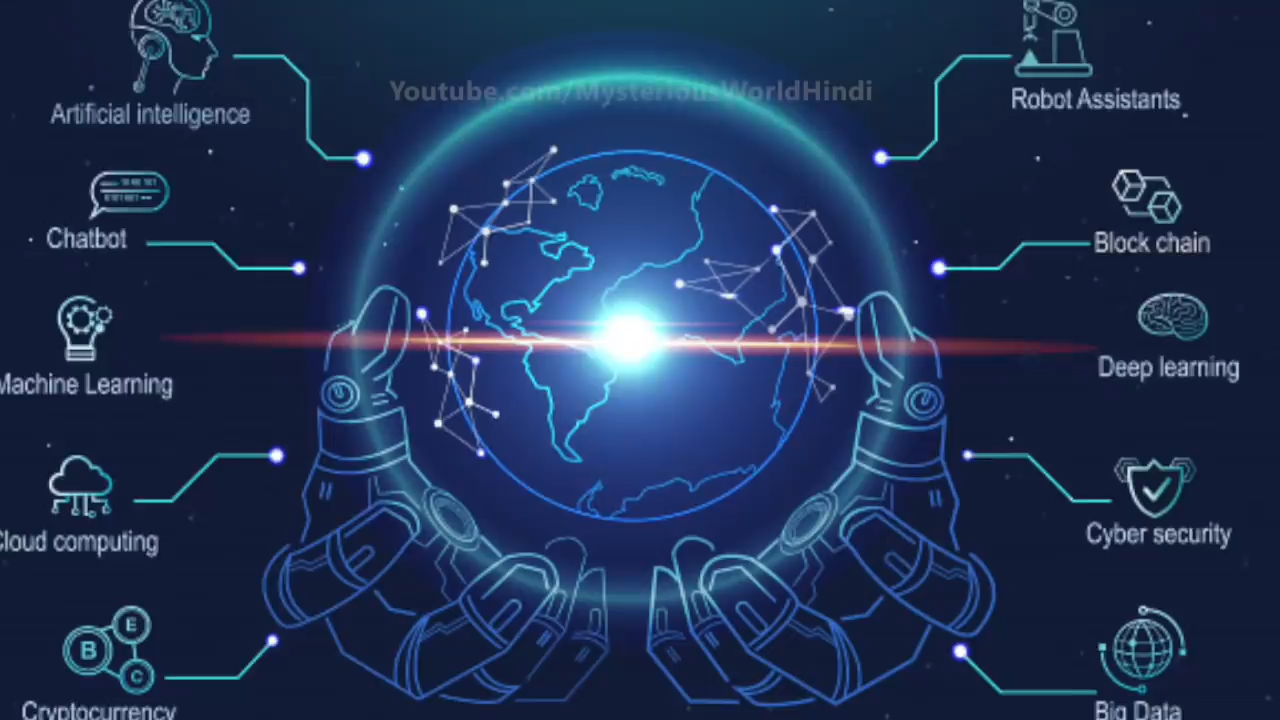 Youtube.com/MysteriousWorldHindi
Artificial intelligence
Robot Assistants
Chatbot
Block chain
Machine Learning
Deep learning
Cloud computing
Cyber security
B
E
C
Cryptocurrency
Big Data